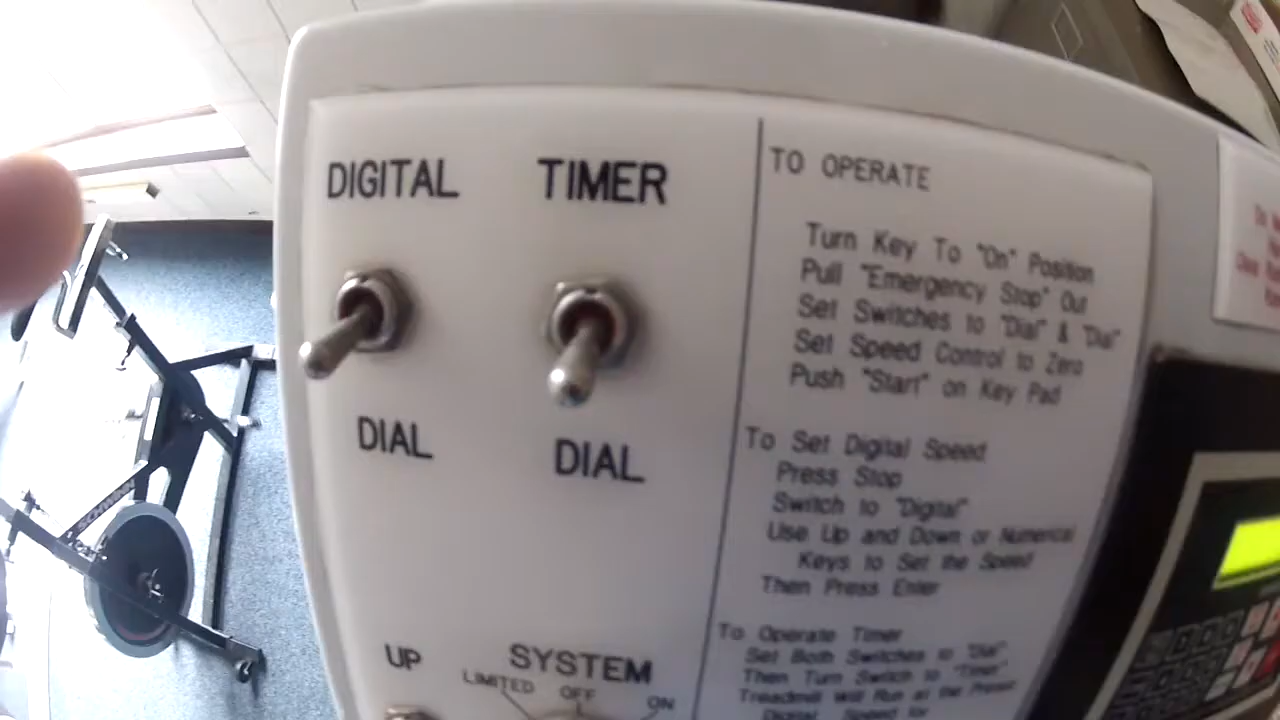 DIGITAL TIMER
DIAL DIAL
UP SYSTEM
LIMITED OFF ON
TO OPERATE
Turn Key To "On" Position
Pull "Emergency Stop" Out
Set Switches to "Dial" & "Dial"
Set Speed Control to Zero
Push "Start" on Key Pad
To Set Digital Speed
Press Stop
Switch to "Digital"
Use Up and Down or Numerical
Keys to Set the Speed
Then Press Enter
To Operate Timer
Set Both Switches to "Dial"
Then Turn Switch to "Timer"
Treadmill Will Run at the Preset
Digital Speed for
SCHWINN